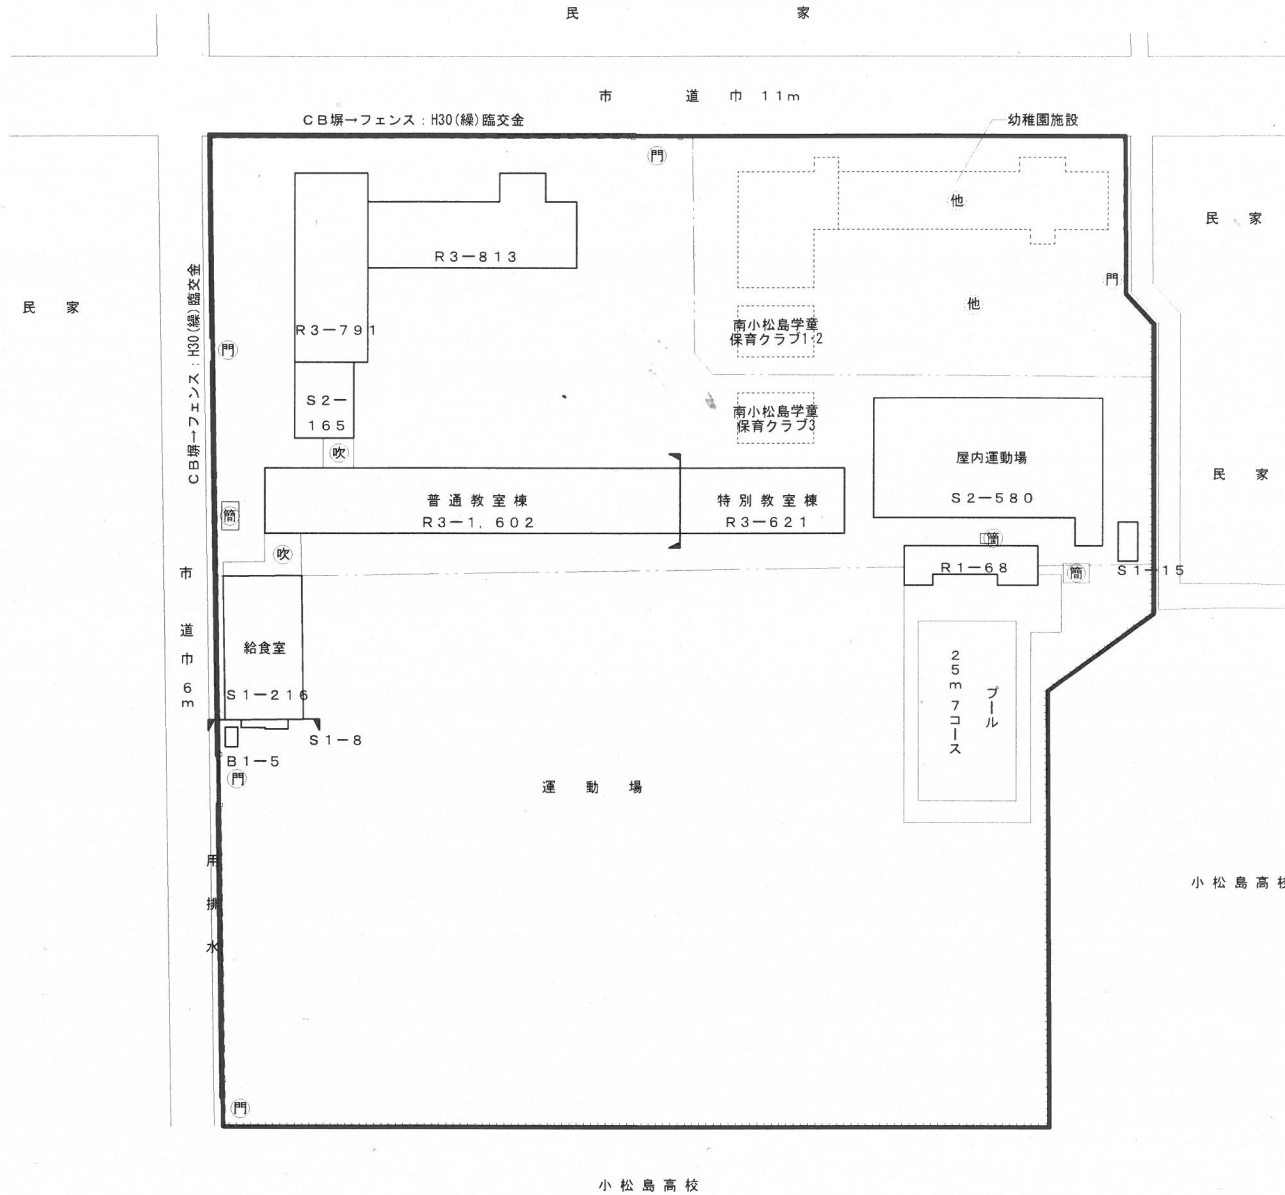 民 家
市 道 巾 11m
CB塀→フェンス：H30(繰)臨交金
幼稚園施設
門
他
民 家
R3－813
門
CB塀→フェンス：H30(繰)臨交金
民 家
他
R3－791
南小松島学童
保育クラブ1･2
門
S2－
165
南小松島学童
保育クラブ3
吹
屋内運動場
民 家
普通教室棟
特別教室棟
S2－580
R3－1,602
R3－621
簡
簡
吹
R1－68
簡
S1－15
市 道 巾 6m
給食室
S1－216
25m 7コース
プール
S1－8
B1－5
門
運 動 場
用 排 水
小松島高校
門
小松島高校